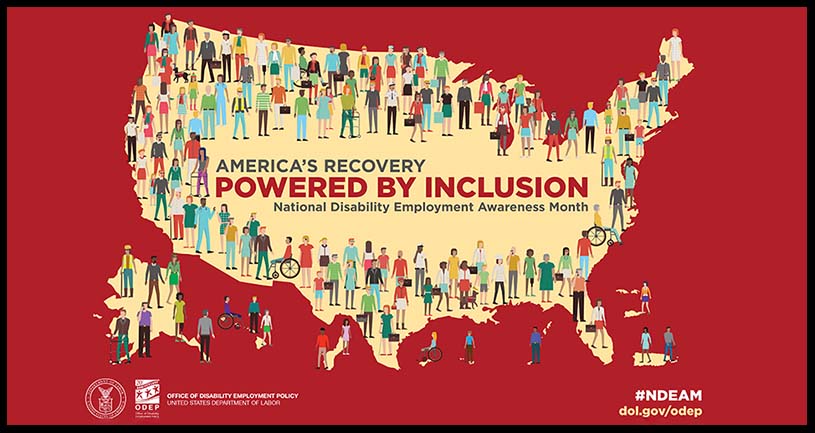 AMERICA'S RECOVERY
POWERED BY INCLUSION
National Disability Employment Awareness Month
ODEP
OFFICE OF DISABILITY EMPLOYMENT POLICY
UNITED STATES DEPARTMENT OF LABOR
#NDEAM
dol.gov/odep